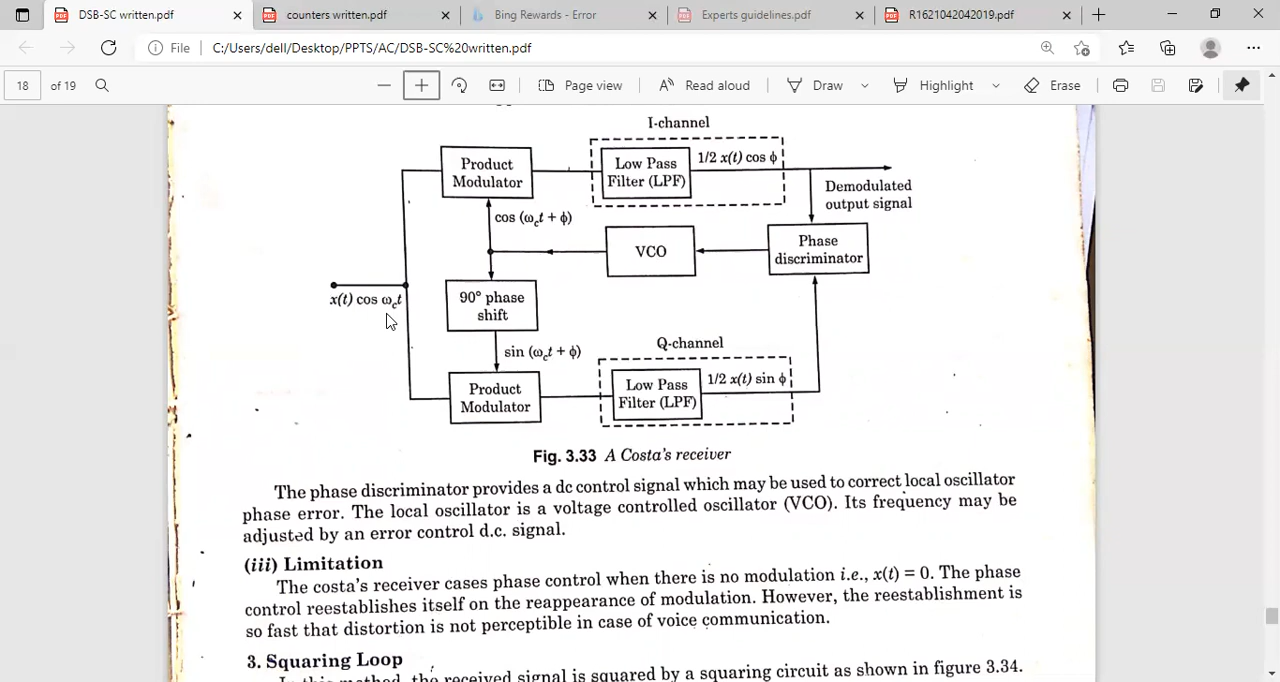 DSB-SC written.pdf
counters written.pdf
Bing Rewards - Error
Experts guidelines.pdf
R1621042042019.pdf
File
C:/Users/dell/Desktop/PPTS/AC/DSB-SC%20written.pdf
18 of 19
Page view
Read aloud
Draw
Highlight
Erase
I-channel
Product
Modulator
Low Pass
Filter (LPF)
1/2 x(t) cos ϕ
Demodulated
output signal
cos (ω_c t + ϕ)
VCO
Phase
discriminator
x(t) cos ω_c t
90° phase
shift
sin (ω_c t + ϕ)
Q-channel
Product
Modulator
Low Pass
Filter (LPF)
1/2 x(t) sin ϕ
Fig. 3.33 A Costa's receiver
The phase discriminator provides a dc control signal which may be used to correct local oscillator
phase error. The local oscillator is a voltage controlled oscillator (VCO). Its frequency may be
adjusted by an error control d.c. signal.
(iii) Limitation
The costa's receiver cases phase control when there is no modulation i.e., x(t) = 0. The phase
control reestablishes itself on the reappearance of modulation. However, the reestablishment is
so fast that distortion is not perceptible in case of voice communication.
3. Squaring Loop
In this method, the received signal is squared by a squaring circuit as shown in figure 3.34.